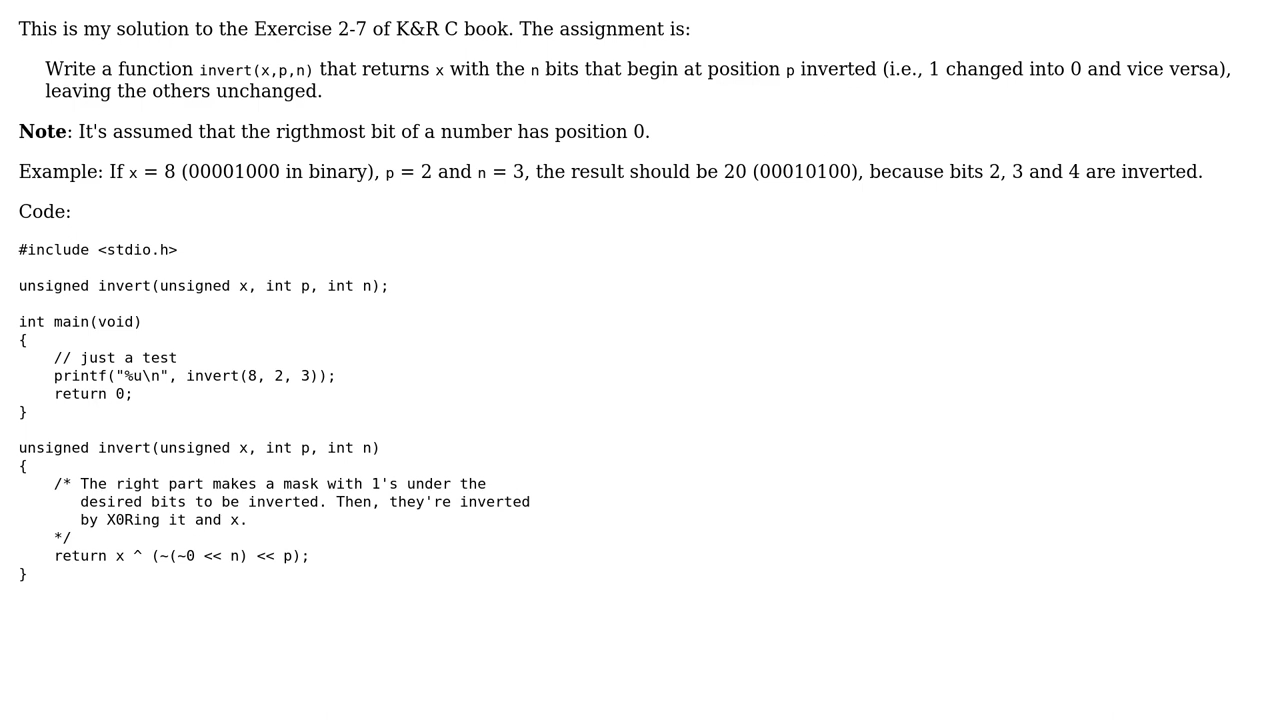 This is my solution to the Exercise 2-7 of K&R C book. The assignment is:
Write a function invert(x,p,n) that returns x with the n bits that begin at position p inverted (i.e., 1 changed into 0 and vice versa),
leaving the others unchanged.
Note: It's assumed that the rigthmost bit of a number has position 0.
Example: If x = 8 (00001000 in binary), p = 2 and n = 3, the result should be 20 (00010100), because bits 2, 3 and 4 are inverted.
Code:
#include <stdio.h>
unsigned invert(unsigned x, int p, int n);
int main(void)
{
    // just a test
    printf("%u\n", invert(8, 2, 3));
    return 0;
}
unsigned invert(unsigned x, int p, int n)
{
    /* The right part makes a mask with 1's under the
       desired bits to be inverted. Then, they're inverted
       by X0Ring it and x.
    */
    return x ^ (~(~0 << n) << p);
}